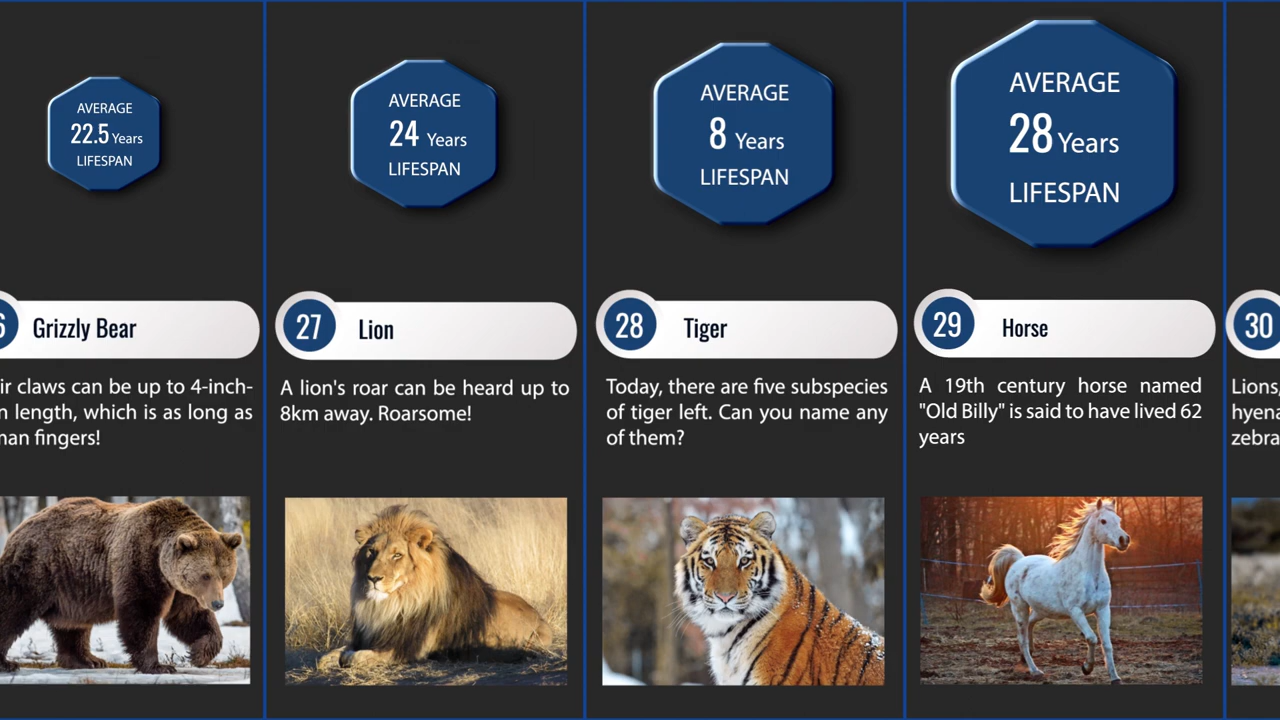 AVERAGE
22.5 Years
LIFESPAN
Grizzly Bear
claws can be up to 4-inch-
length, which is as long as
fingers!
AVERAGE
24 Years
LIFESPAN
27 Lion
A lion's roar can be heard up to
8km away. Roarsome!
AVERAGE
8 Years
LIFESPAN
28 Tiger
Today, there are five subspecies
of tiger left. Can you name any
of them?
AVERAGE
28 Years
LIFESPAN
29 Horse
A 19th century horse named
"Old Billy" is said to have lived 62
years
30
Lions,